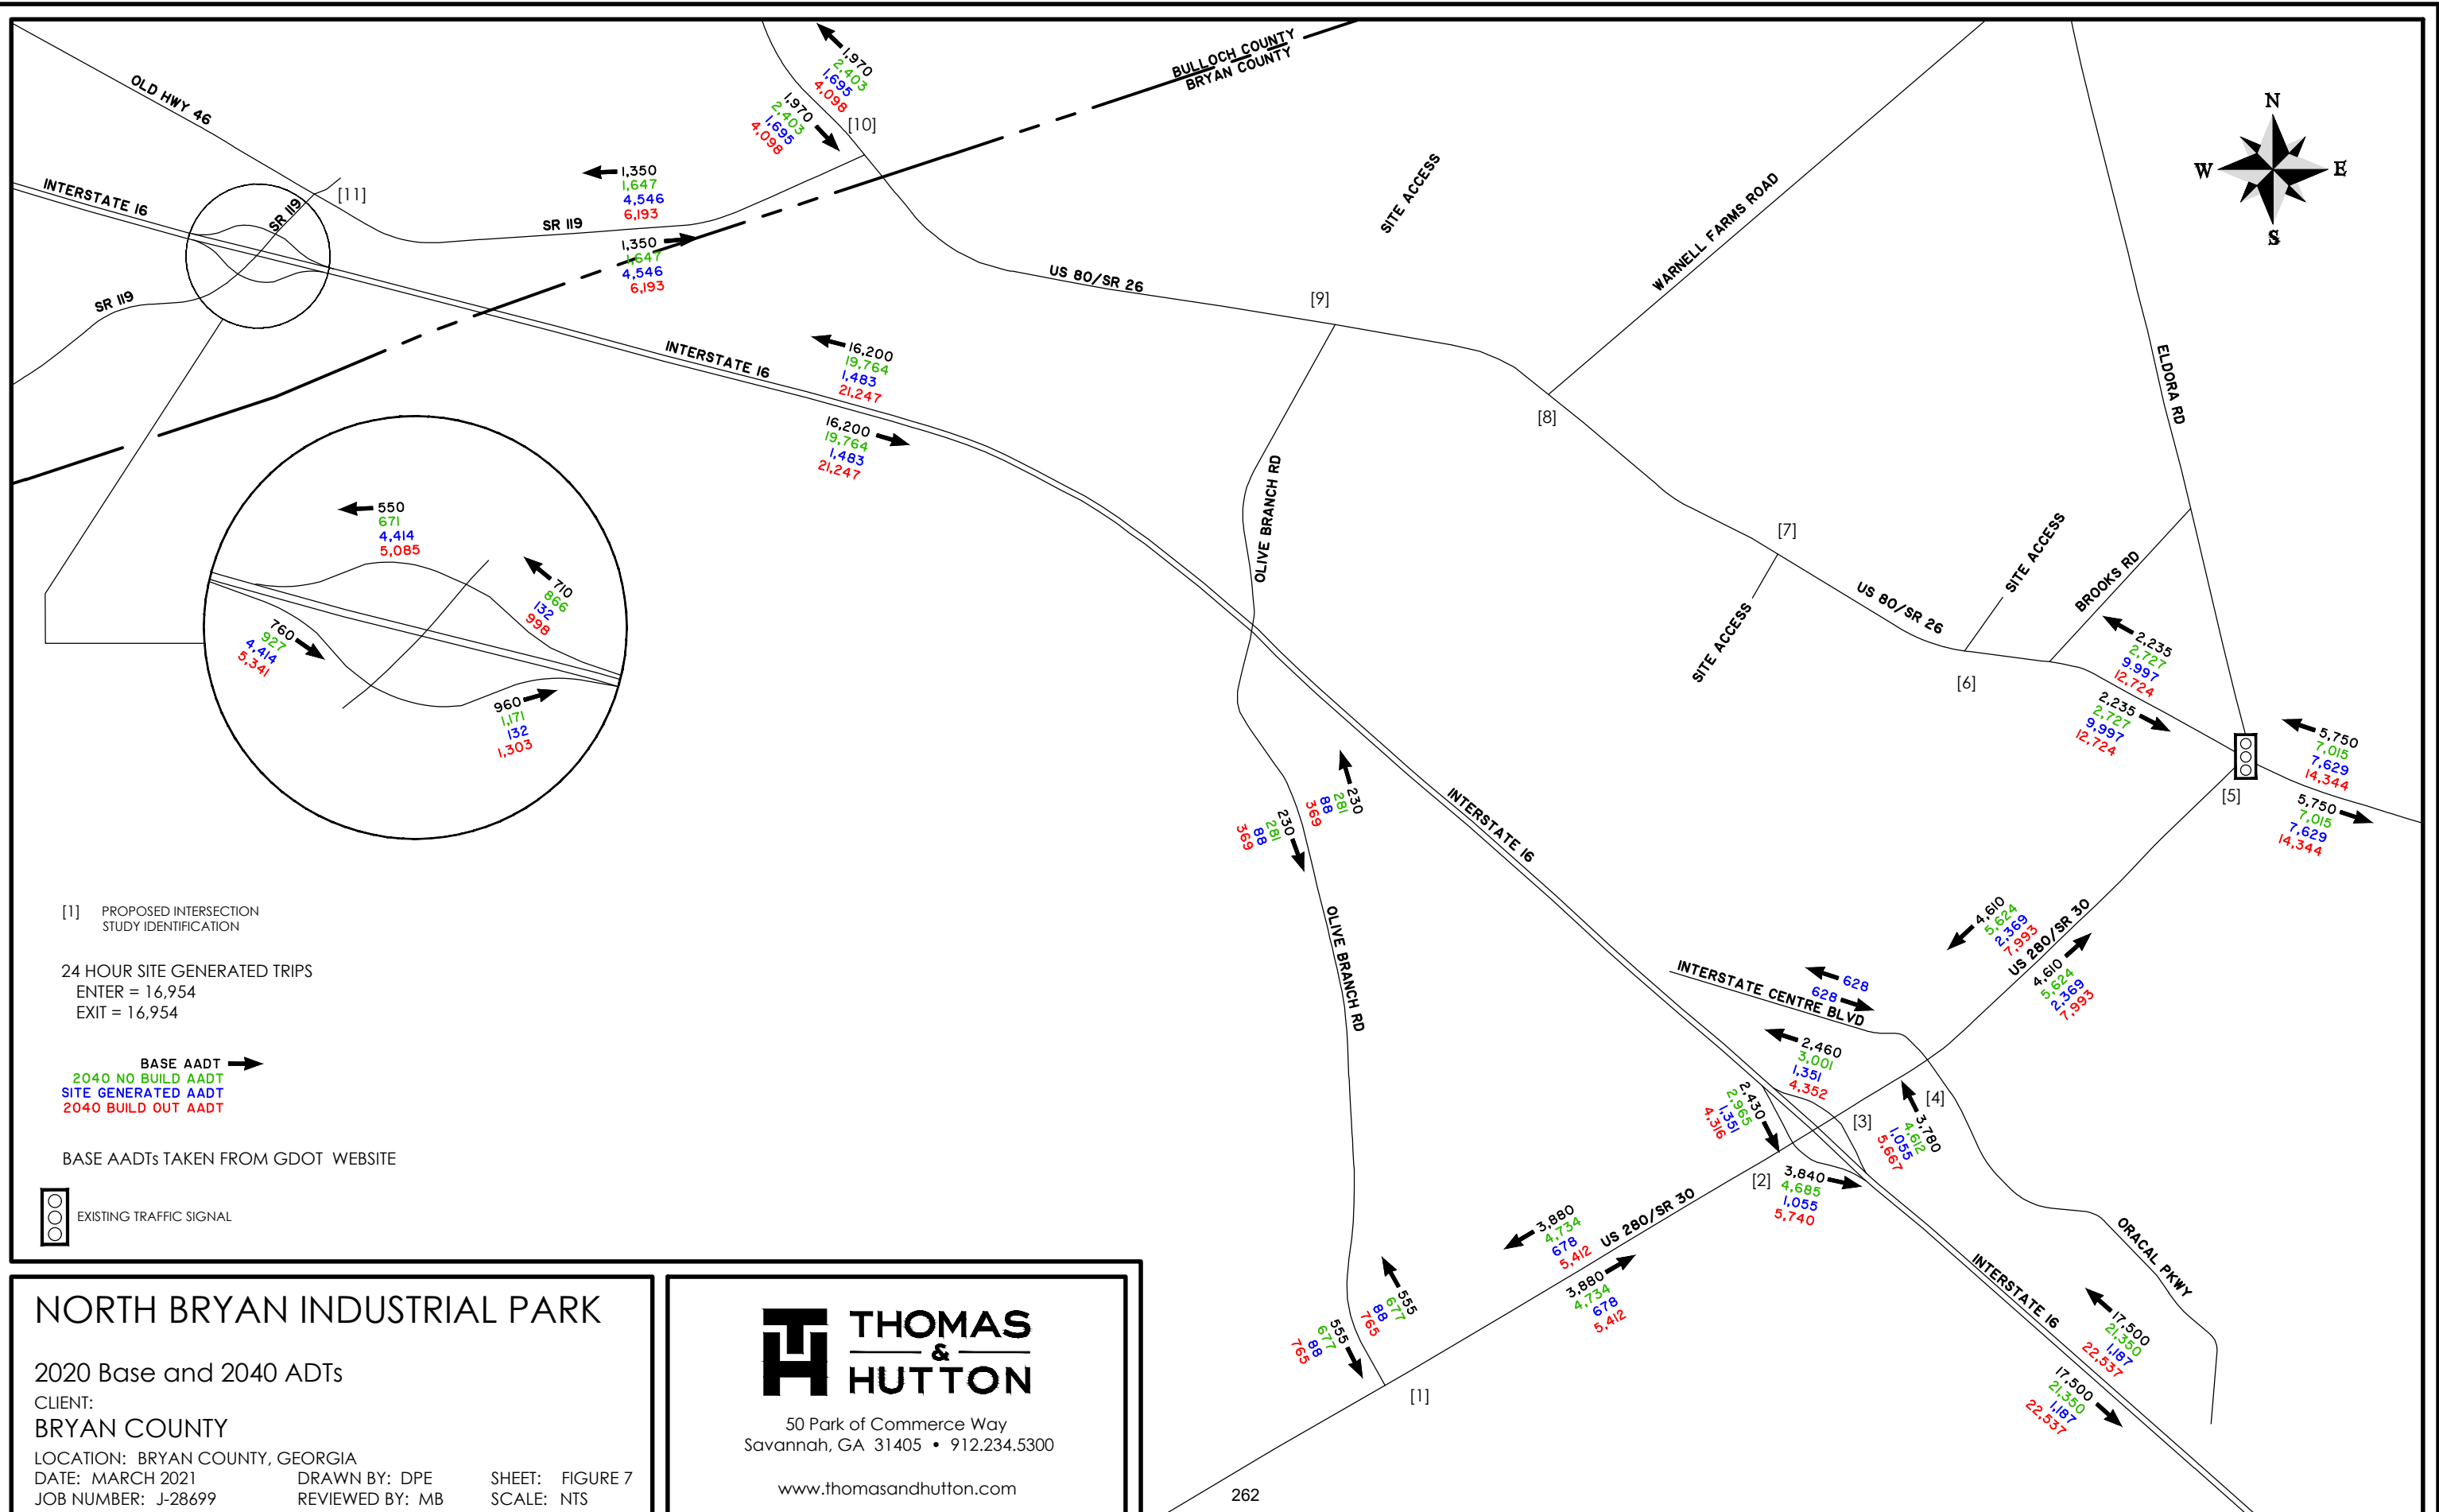 BULLOCH COUNTY
BRYAN COUNTY
OLD HWY 46
1,970
2,403
1,695
4,098
1,970
2,403
1,695
4,098
[10]
N
W
E
S
INTERSTATE 16
SR 119
[11]
1,350
1,647
4,546
6,193
SR 119
1,350
1,647
4,546
6,193
SR 119
US 80/SR 26
SITE ACCESS
[9]
WARNELL FARMS ROAD
[8]
ELDORA RD
INTERSTATE 16
16,200
19,764
1,483
21,247
16,200
19,764
1,483
21,247
OLIVE BRANCH RD
550
671
4,414
5,085
710
866
132
998
760
927
4,414
5,341
960
1,171
132
1,303
[7]
SITE ACCESS
US 80/SR 26
SITE ACCESS
BROOKS RD
[6]
2,235
2,727
9,997
12,724
2,235
2,727
9,997
12,724
5,750
7,015
7,629
14,344
[5]
5,750
7,015
7,629
14,344
230
281
88
369
230
281
88
369
INTERSTATE 16
OLIVE BRANCH RD
4,610
5,624
2,369
7,993
US 280/SR 30
4,610
5,624
2,369
7,993
INTERSTATE CENTRE BLVD
628
628
2,460
3,001
1,351
4,352
2,430
2,965
1,351
4,316
[3]
[4]
3,780
4,612
1,055
5,667
[2]
3,840
4,685
1,055
5,740
3,880
4,734
678
5,412
US 280/SR 30
3,880
4,734
678
5,412
555
677
88
765
555
677
88
765
[1]
ORACAL PKWY
INTERSTATE 16
17,500
21,350
1,187
22,537
17,500
21,350
1,187
22,537
[1] PROPOSED INTERSECTION
STUDY IDENTIFICATION
24 HOUR SITE GENERATED TRIPS
ENTER = 16,954
EXIT = 16,954
BASE AADT
2040 NO BUILD AADT
SITE GENERATED AADT
2040 BUILD OUT AADT
BASE AADTs TAKEN FROM GDOT WEBSITE
EXISTING TRAFFIC SIGNAL
NORTH BRYAN INDUSTRIAL PARK
2020 Base and 2040 ADTs
CLIENT:
BRYAN COUNTY
LOCATION: BRYAN COUNTY, GEORGIA
DATE: MARCH 2021 DRAWN BY: DPE SHEET: FIGURE 7
JOB NUMBER: J-28699 REVIEWED BY: MB SCALE: NTS
THOMAS
&
HUTTON
50 Park of Commerce Way
Savannah, GA 31405 • 912.234.5300
www.thomasandhutton.com
262